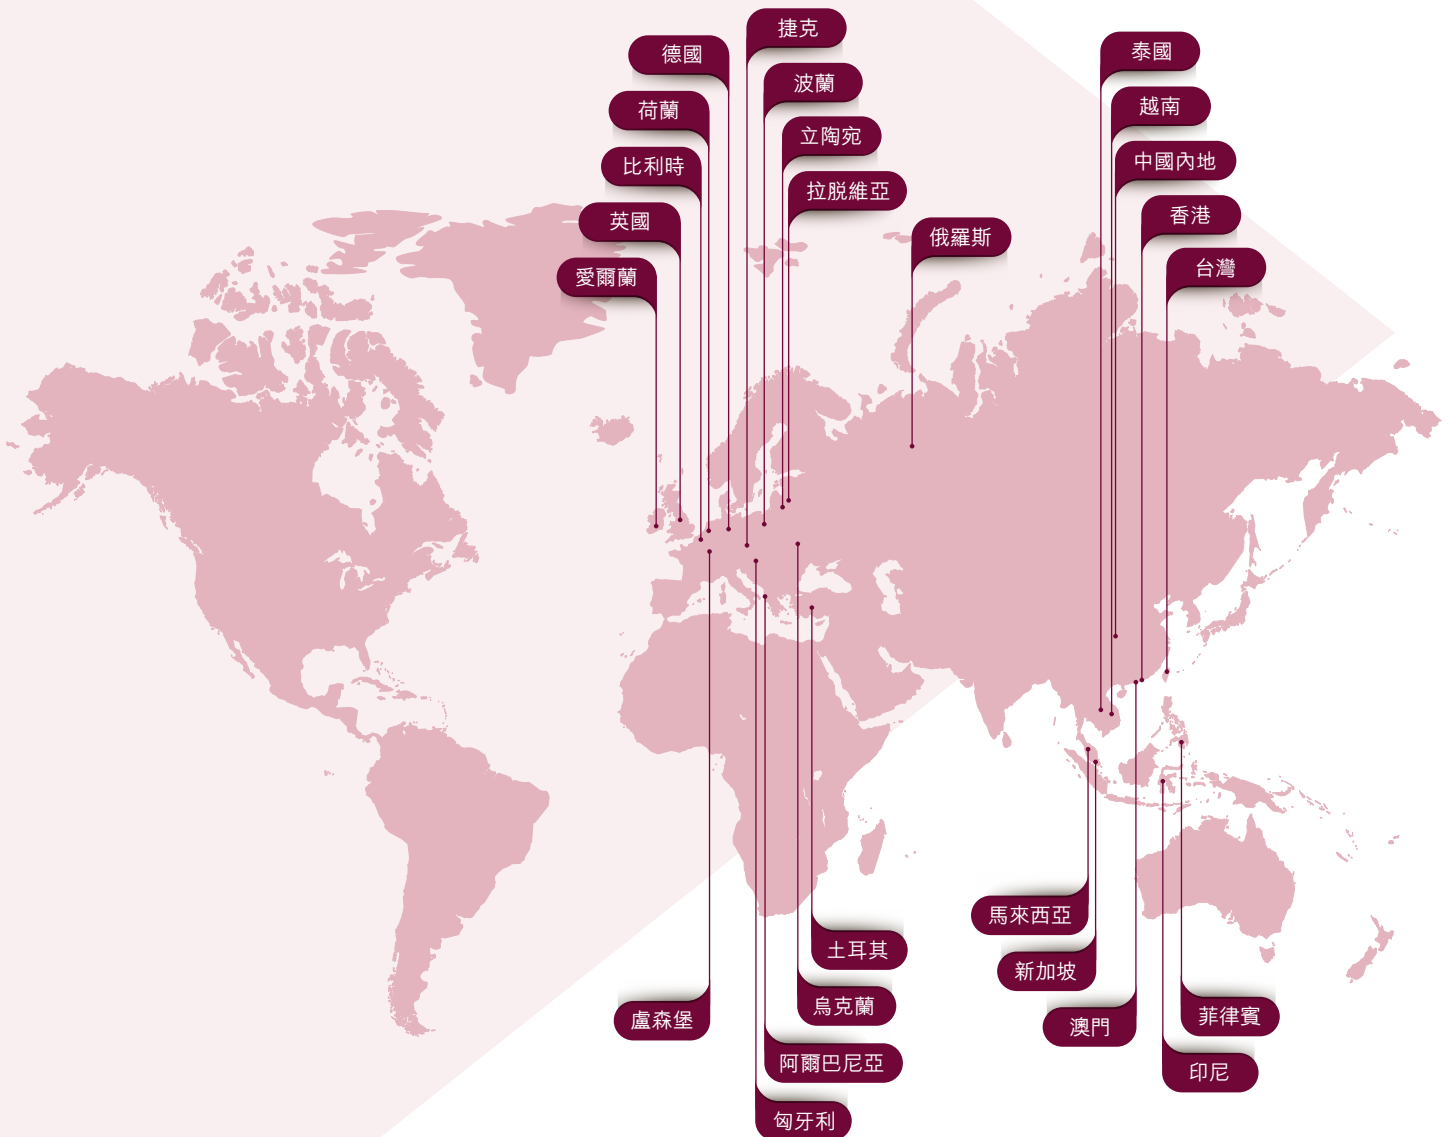 捷克
德國
波蘭
荷蘭
立陶宛
比利時
拉脱維亞
英國
俄羅斯
愛爾蘭
泰國
越南
中國內地
香港
台灣
土耳其
烏克蘭
盧森堡
阿爾巴尼亞
匈牙利
馬來西亞
新加坡
澳門
菲律賓
印尼